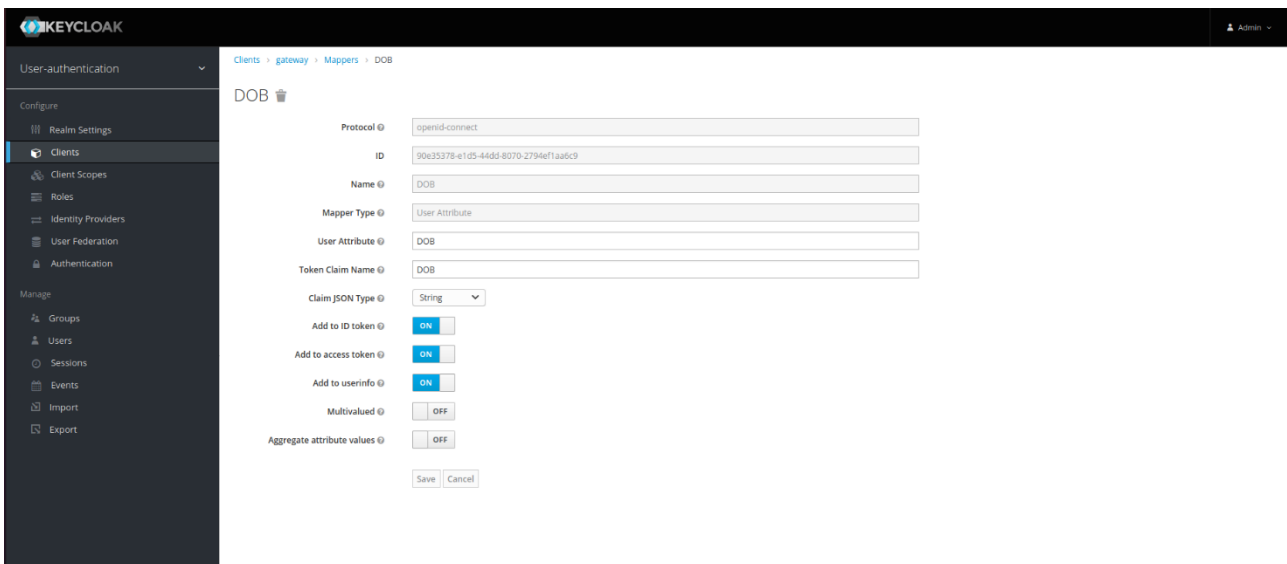 KEYCLOAK
Admin
User-authentication
Configure
Realm Settings
Clients
Client Scopes
Roles
Identity Providers
User Federation
Authentication
Manage
Groups
Users
Sessions
Events
Import
Export
Clients > gateway > Mappers > DOB
DOB
Protocol openid-connect
ID 90e35378-e1d5-44dd-8070-2794ef1aa6c9
Name DOB
Mapper Type User Attribute
User Attribute DOB
Token Claim Name DOB
Claim JSON Type String
Add to ID token ON
Add to access token ON
Add to userinfo ON
Multivalued OFF
Aggregate attribute values OFF
Save Cancel